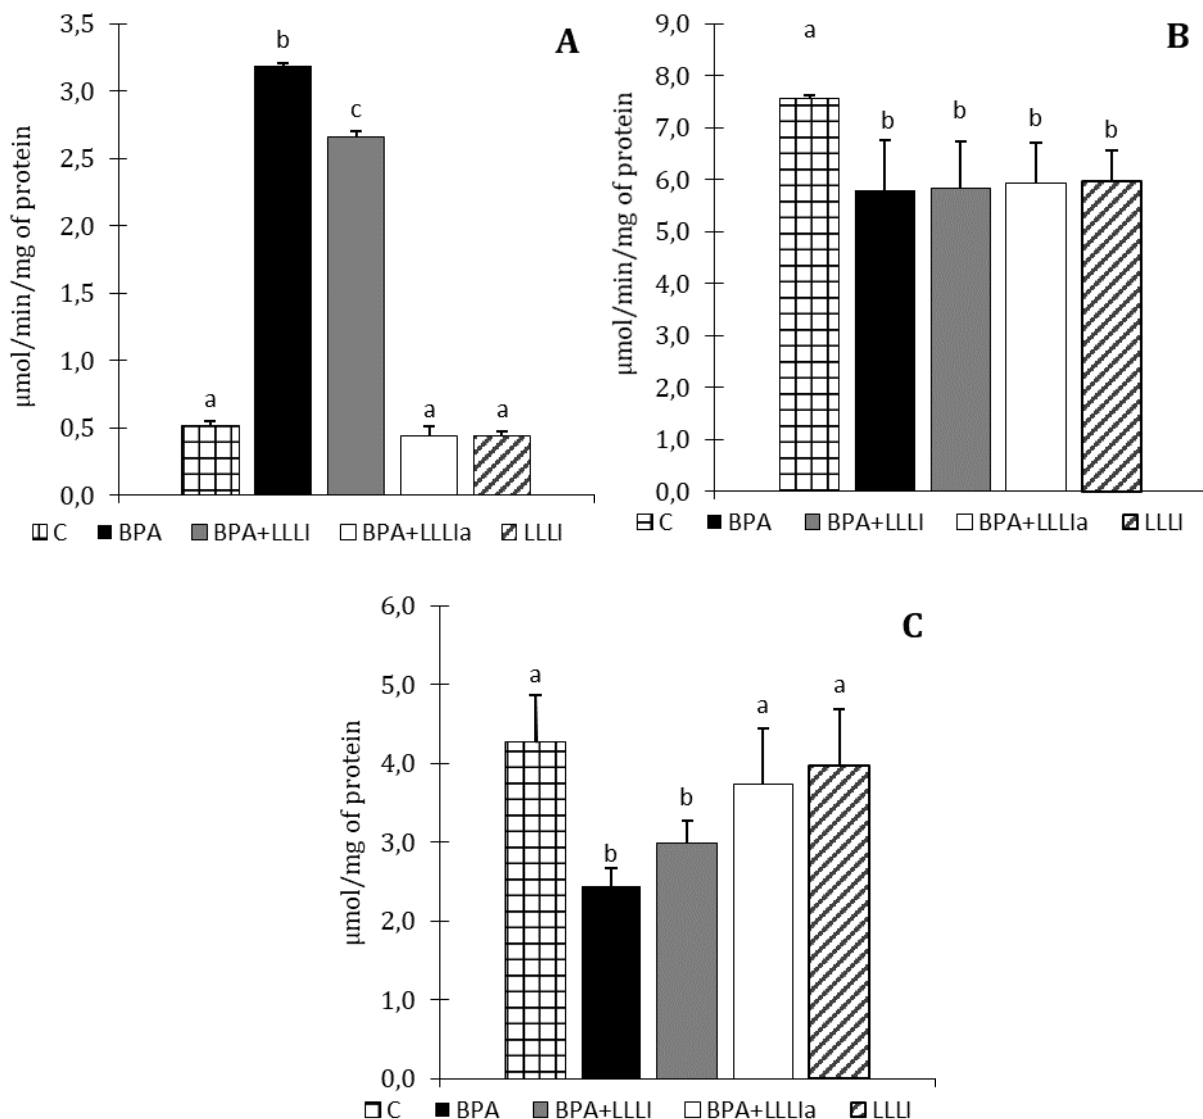 A
μmol/min/mg of protein
3,5
3,0
2,5
2,0
1,5
1,0
0,5
0,0
a
b
c
a
a
C BPA BPA+LLLI BPA+LLLIa LLLI
B
μmol/min/mg of protein
9,0
8,0
7,0
6,0
5,0
4,0
3,0
2,0
1,0
0,0
a
b
b
b
b
C BPA BPA+LLLI BPA+LLLIa LLLI
C
μmol/mg of protein
6,0
5,0
4,0
3,0
2,0
1,0
0,0
a
b
b
a
a
C BPA BPA+LLLI BPA+LLLIa LLLI